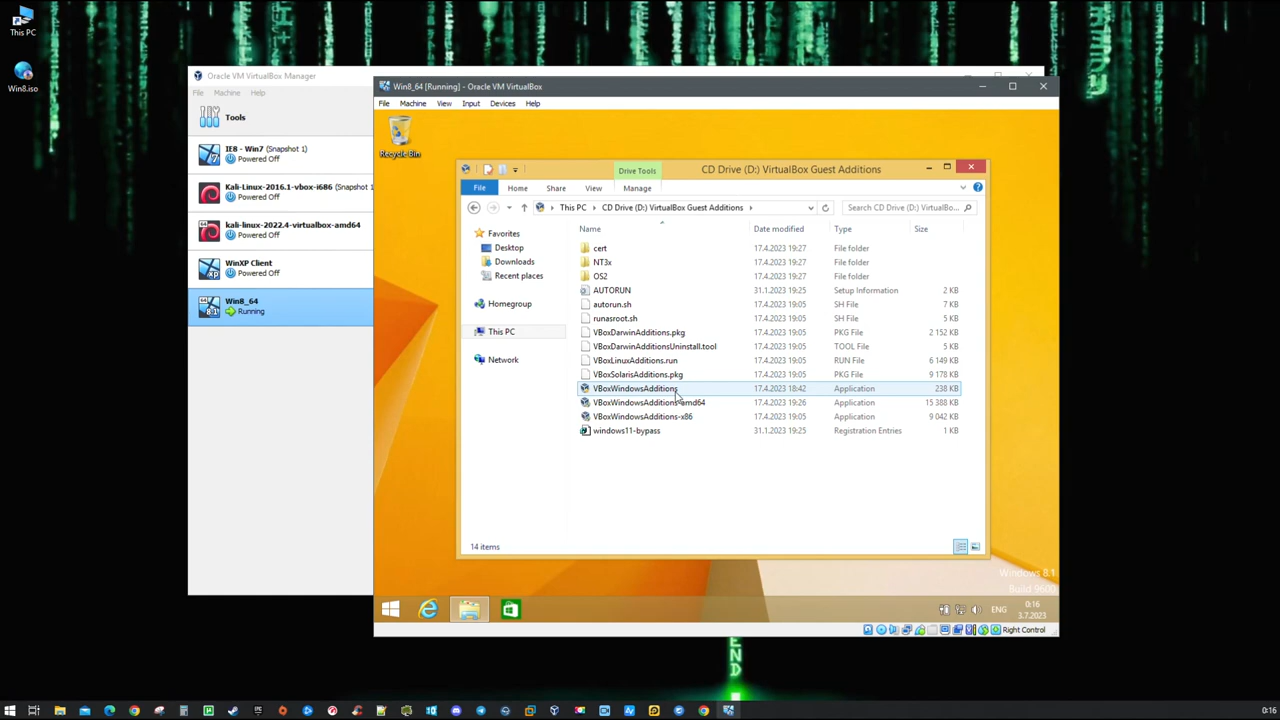 This PC
Win8.iso
Oracle VM VirtualBox Manager
File Machine Help
Tools
IE8 - Win7 (Snapshot 1)
Powered Off
Kali-Linux-2016.1-vbox-i686 (Snapshot 1
Powered Off
kali-linux-2022.4-virtualbox-amd64
Powered Off
WinXP Client
Powered Off
Win8_64
Running
Win8_64 [Running] - Oracle VM VirtualBox
File Machine View Input Devices Help
Recycle Bin
Drive Tools
CD Drive (D:) VirtualBox Guest Additions
File Home Share View Manage
This PC CD Drive (D:) VirtualBox Guest Additions
Search CD Drive (D:) VirtualBo...
Favorites
Desktop
Downloads
Recent places
Homegroup
This PC
Network
Name Date modified Type Size
cert 17.4.2023 19:27 File folder
NT3x 17.4.2023 19:27 File folder
OS2 17.4.2023 19:27 File folder
AUTORUN 31.1.2023 19:25 Setup Information 2 KB
autorun.sh 17.4.2023 19:05 SH File 7 KB
runasroot.sh 17.4.2023 19:05 SH File 5 KB
VBoxDarwinAdditions.pkg 17.4.2023 19:05 PKG File 2 152 KB
VBoxDarwinAdditionsUninstall.tool 17.4.2023 19:05 TOOL File 5 KB
VBoxLinuxAdditions.run 17.4.2023 19:05 RUN File 6 149 KB
VBoxSolarisAdditions.pkg 17.4.2023 19:05 PKG File 9 178 KB
VBoxWindowsAdditions 17.4.2023 18:42 Application 238 KB
VBoxWindowsAdditions-amd64 17.4.2023 19:26 Application 15 388 KB
VBoxWindowsAdditions-x86 17.4.2023 19:05 Application 9 042 KB
windows11-bypass 31.1.2023 19:25 Registration Entries 1 KB
14 items
Windows 8.1
Build 9600
ENG
0:16
3.7.2023
Right Control
END
0:16